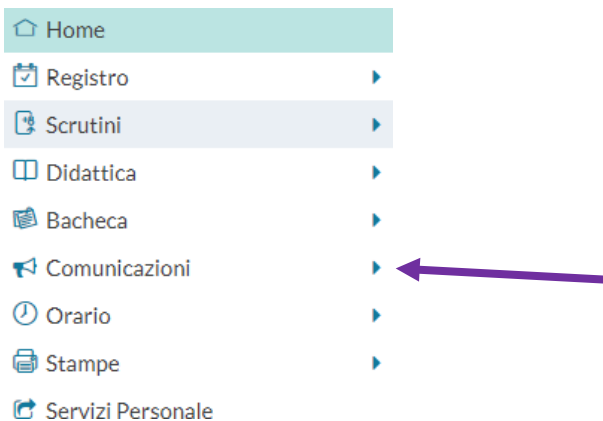 Home
Registro
Scrutini
Didattica
Bacheca
Comunicazioni
Orario
Stampe
Servizi Personale